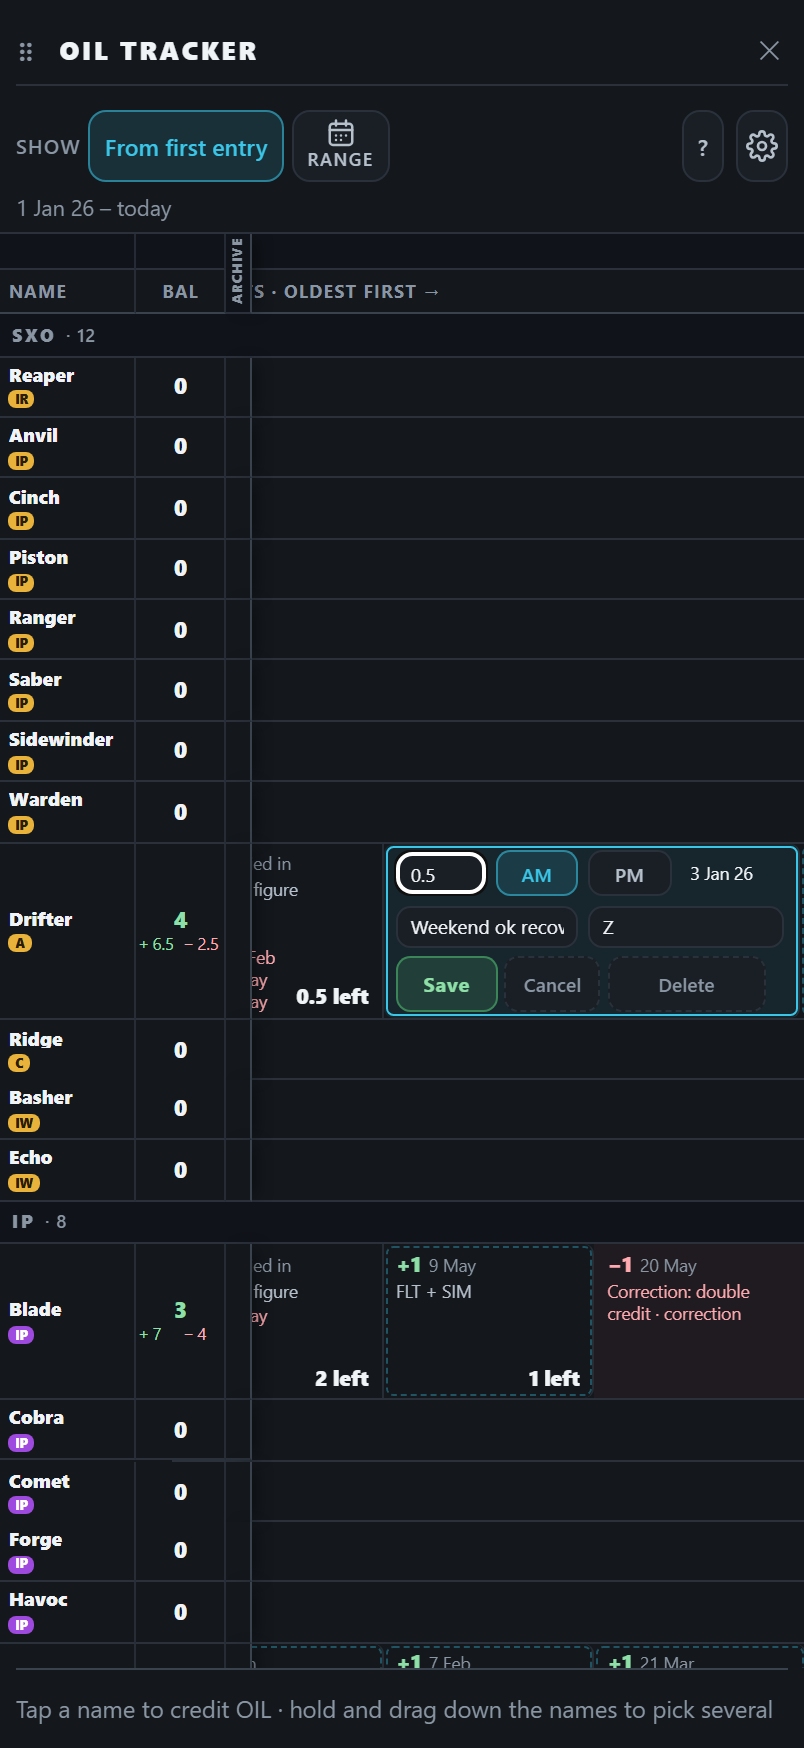 OIL TRACKER
SHOW From first entry RANGE ?
1 Jan 26 – today
ARCHIVE
NAME BAL S · OLDEST FIRST →
SXO · 12
Reaper 0
IR
Anvil 0
IP
Cinch 0
IP
Piston 0
IP
Ranger 0
IP
Saber 0
IP
Sidewinder 0
IP
Warden 0
IP
ed in 0.5 AM PM 3 Jan 26
figure
Drifter 4 Weekend ok recov Z
A + 6.5 − 2.5
Feb
ay
ay 0.5 left Save Cancel Delete
Ridge 0
C
Basher 0
IW
Echo 0
IW
IP · 8
ed in +1 9 May −1 20 May
figure FLT + SIM Correction: double
Blade 3 ay credit · correction
IP + 7 − 4
2 left 1 left
Cobra 0
IP
Comet 0
IP
Forge 0
IP
Havoc 0
IP
+1 7 Feb +1 21 Mar
Tap a name to credit OIL · hold and drag down the names to pick several